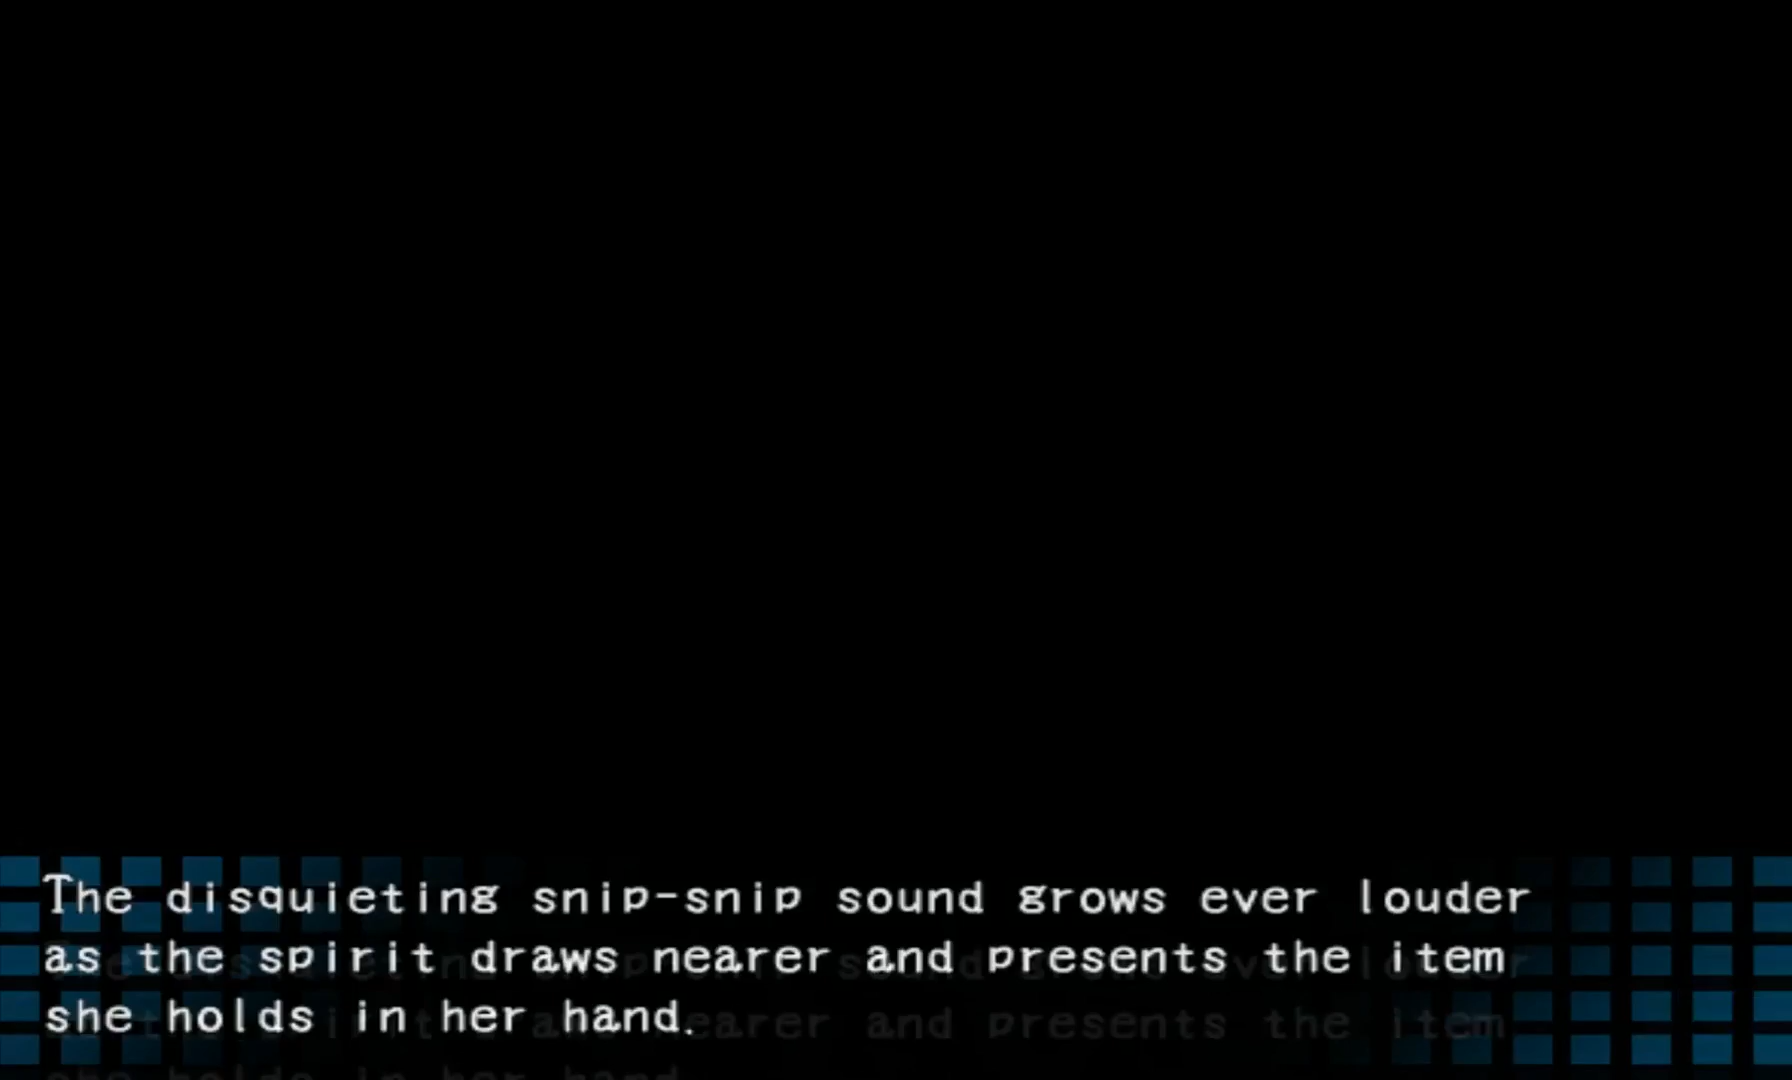 The disquieting snip-snip sound grows ever louder
as the spirit draws nearer and presents the item
she holds in her hand.